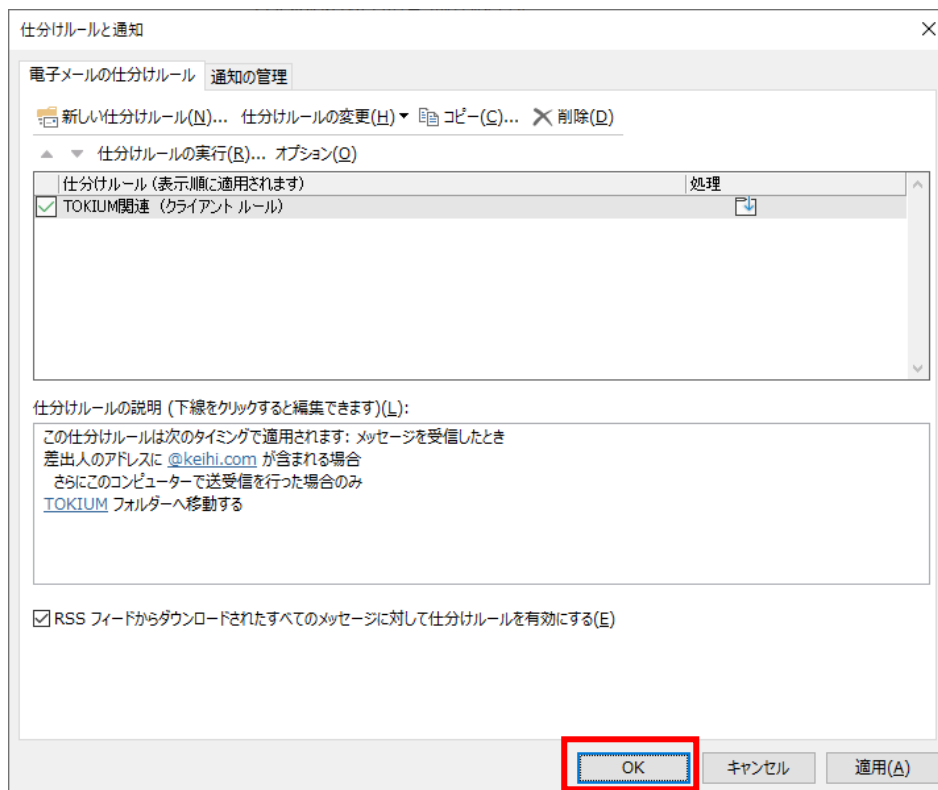 仕分けルールと通知
電子メールの仕分けルール 通知の管理
新しい仕分けルール(N)... 仕分けルールの変更(H) コピー(C)... 削除(D)
仕分けルールの実行(R)... オプション(O)
仕分けルール (表示順に適用されます) 処理
TOKIUM関連 (クライアント ルール)
仕分けルールの説明 (下線をクリックすると編集できます)(L):
この仕分けルールは次のタイミングで適用されます: メッセージを受信したとき
差出人のアドレスに @keihi.com が含まれる場合
さらにこのコンピューターで送受信を行った場合のみ
TOKIUM フォルダーへ移動する
RSS フィードからダウンロードされたすべてのメッセージに対して仕分けルールを有効にする(E)
OK キャンセル 適用(A)